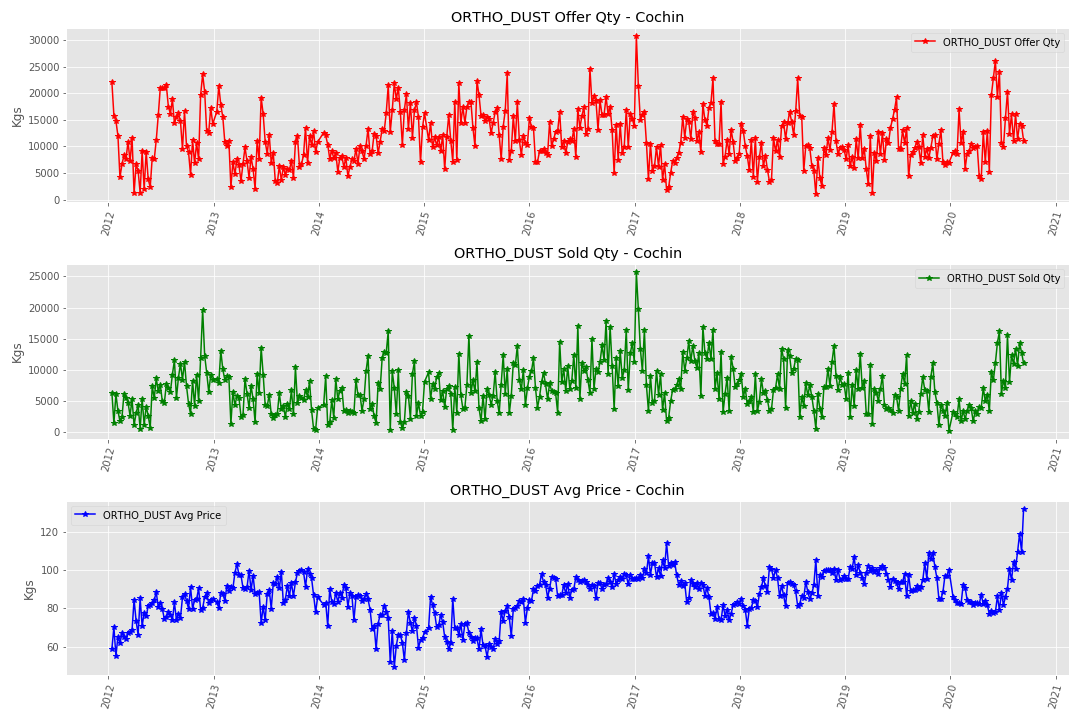 ORTHO_DUST Offer Qty - Cochin
ORTHO_DUST Offer Qty
Kgs
30000
25000
20000
15000
10000
5000
0
2012 2013 2014 2015 2016 2017 2018 2019 2020 2021
ORTHO_DUST Sold Qty - Cochin
ORTHO_DUST Sold Qty
Kgs
25000
20000
15000
10000
5000
0
2012 2013 2014 2015 2016 2017 2018 2019 2020 2021
ORTHO_DUST Avg Price - Cochin
ORTHO_DUST Avg Price
Kgs
120
100
80
60
2012 2013 2014 2015 2016 2017 2018 2019 2020 2021